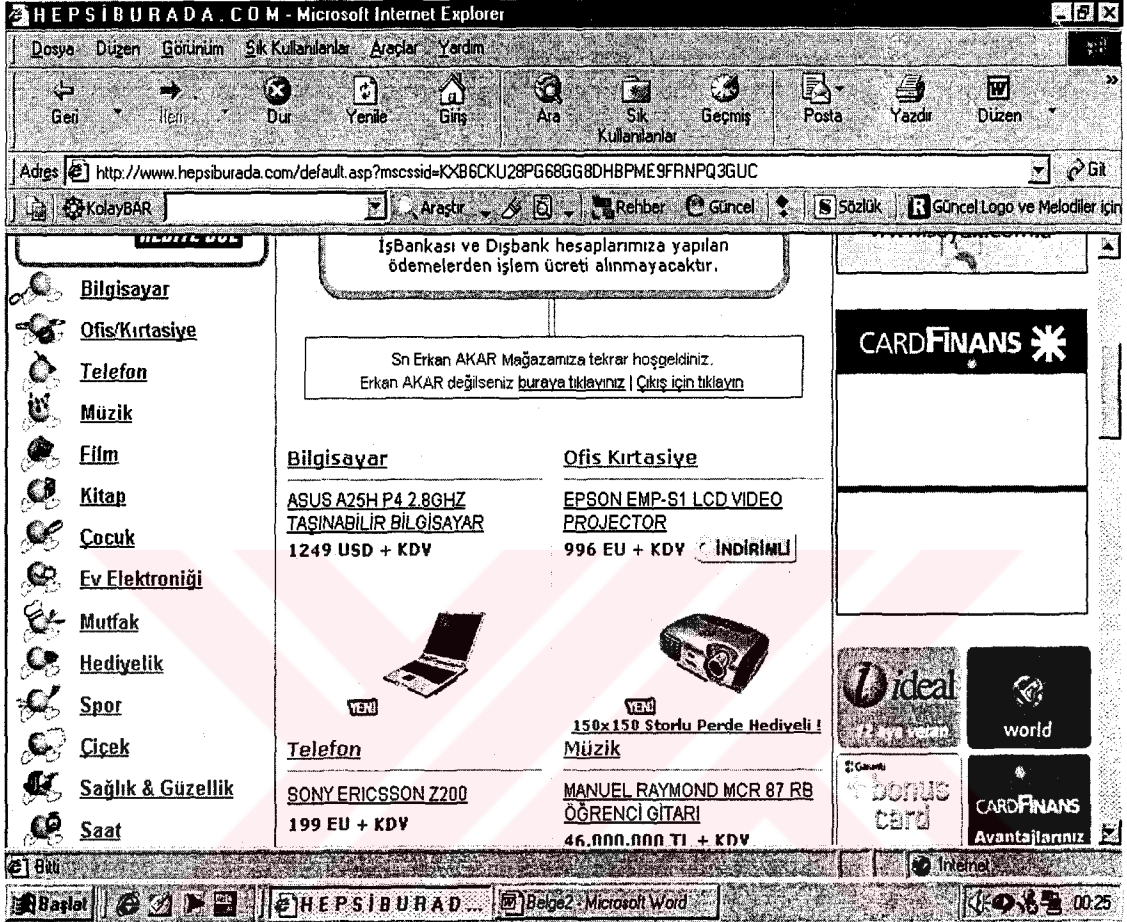 HEPSİBURADA.COM - Microsoft Internet Explorer
Dosya Düzen Görünüm Sık Kullanılanlar Araçlar Yardım
Geri İleri Dur Yenile Giriş Ara Sık Kullanılanlar Geçmiş Posta Yazdır Düzen »
Adres http://www.hepsiburada.com/default.asp?mscssid=KXB6CKU28PG68GG8DHBPME9FRNPQ3GUC Git
KolayBAR Araştır Rehber Güncel Sözlük Güncel Logo ve Melodiler için
İşBankası ve Dışbank hesaplarımıza yapılan
ödemelerden işlem ücreti alınmayacaktır.
Sn Erkan AKAR Mağazamıza tekrar hoşgeldiniz.
Erkan AKAR değilseniz buraya tıklayınız | Çıkış için tıklayın
Bilgisayar
Ofis/Kırtasiye
Telefon
Müzik
Film
Kitap
Çocuk
Ev Elektroniği
Mutfak
Hediyelik
Spor
Çiçek
Sağlık & Güzellik
Saat
Bilgisayar
ASUS A25H P4 2.8GHZ
TAŞINABİLİR BİLGİSAYAR
1249 USD + KDV
YENİ
Ofis Kırtasiye
EPSON EMP-S1 LCD VIDEO
PROJECTOR
996 EU + KDV İNDİRİMLİ
YENİ
150x150 Storlu Perde Hediyeli !
Telefon
SONY ERICSSON Z200
199 EU + KDV
Müzik
MANUEL RAYMOND MCR 87 RB
ÖĞRENCİ GİTARI
46.000.000 TL + KDV
CARDFİNANS
ideal
world
Garanti
bonus
card
CARDFİNANS
Avantajlarınız
Bitti Internet
Başlat HEPSİBURAD... Belge2 - Microsoft Word 00:25